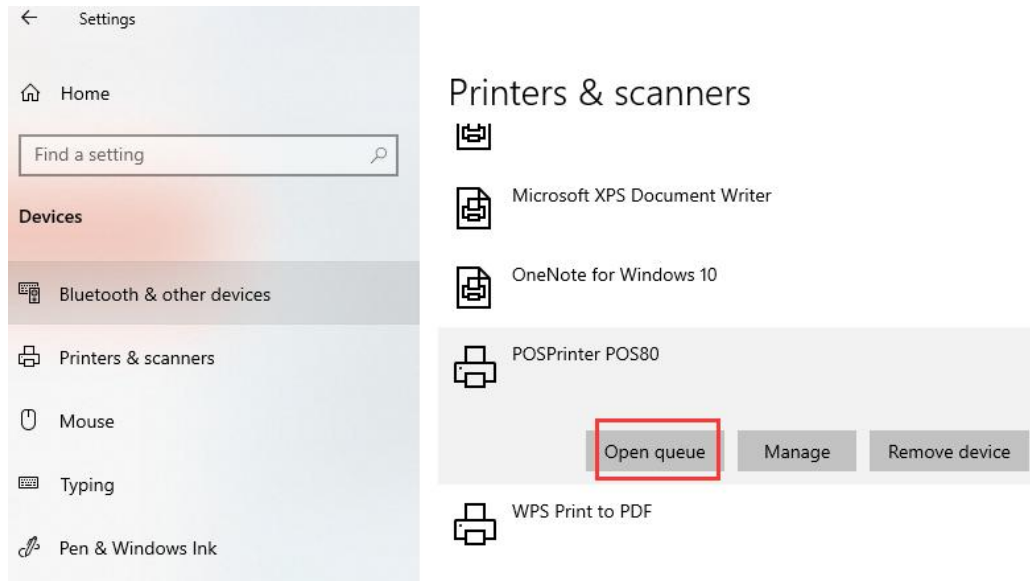 Settings
Home
Find a setting
Devices
Bluetooth & other devices
Printers & scanners
Mouse
Typing
Pen & Windows Ink
Printers & scanners
Microsoft XPS Document Writer
OneNote for Windows 10
POSPrinter POS80
Open queue Manage Remove device
WPS Print to PDF